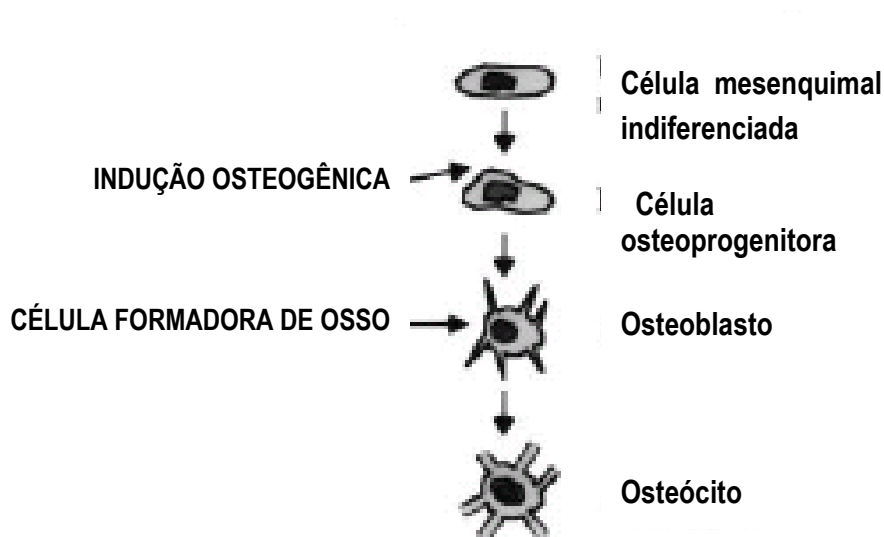 Célula mesenquimal
indiferenciada
INDUÇÃO OSTEOGÊNICA
Célula
osteoprogenitora
CÉLULA FORMADORA DE OSSO
Osteoblasto
Osteócito